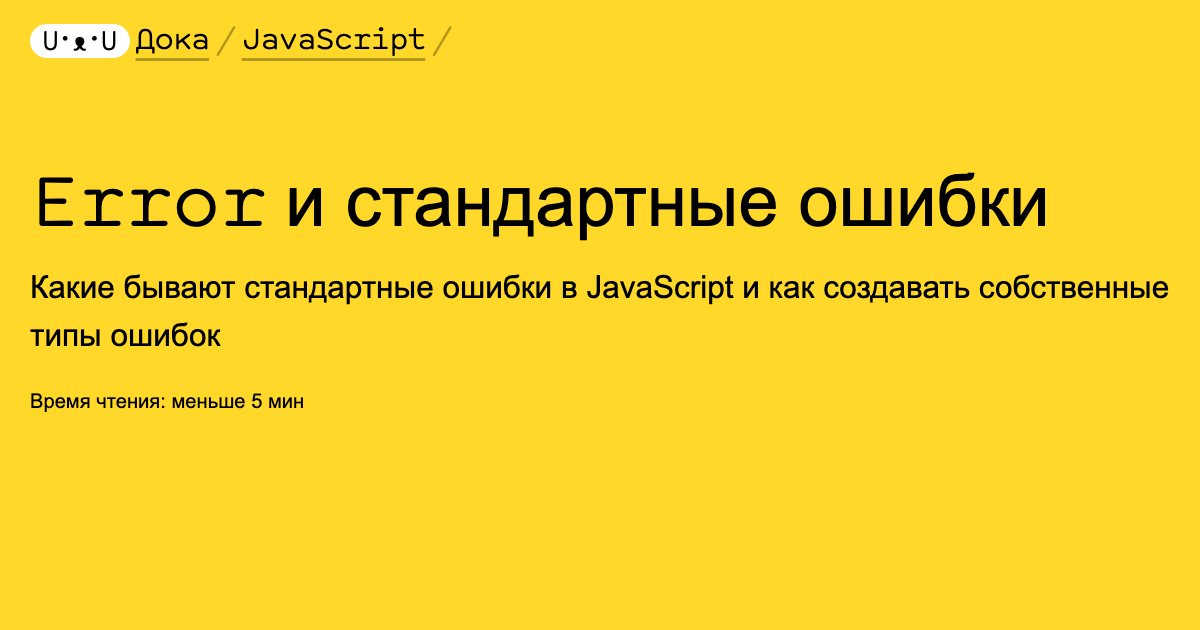 U·ᴥ·U Дока / JavaScript /
Error и стандартные ошибки
Какие бывают стандартные ошибки в JavaScript и как создавать собственные
типы ошибок
Время чтения: меньше 5 мин